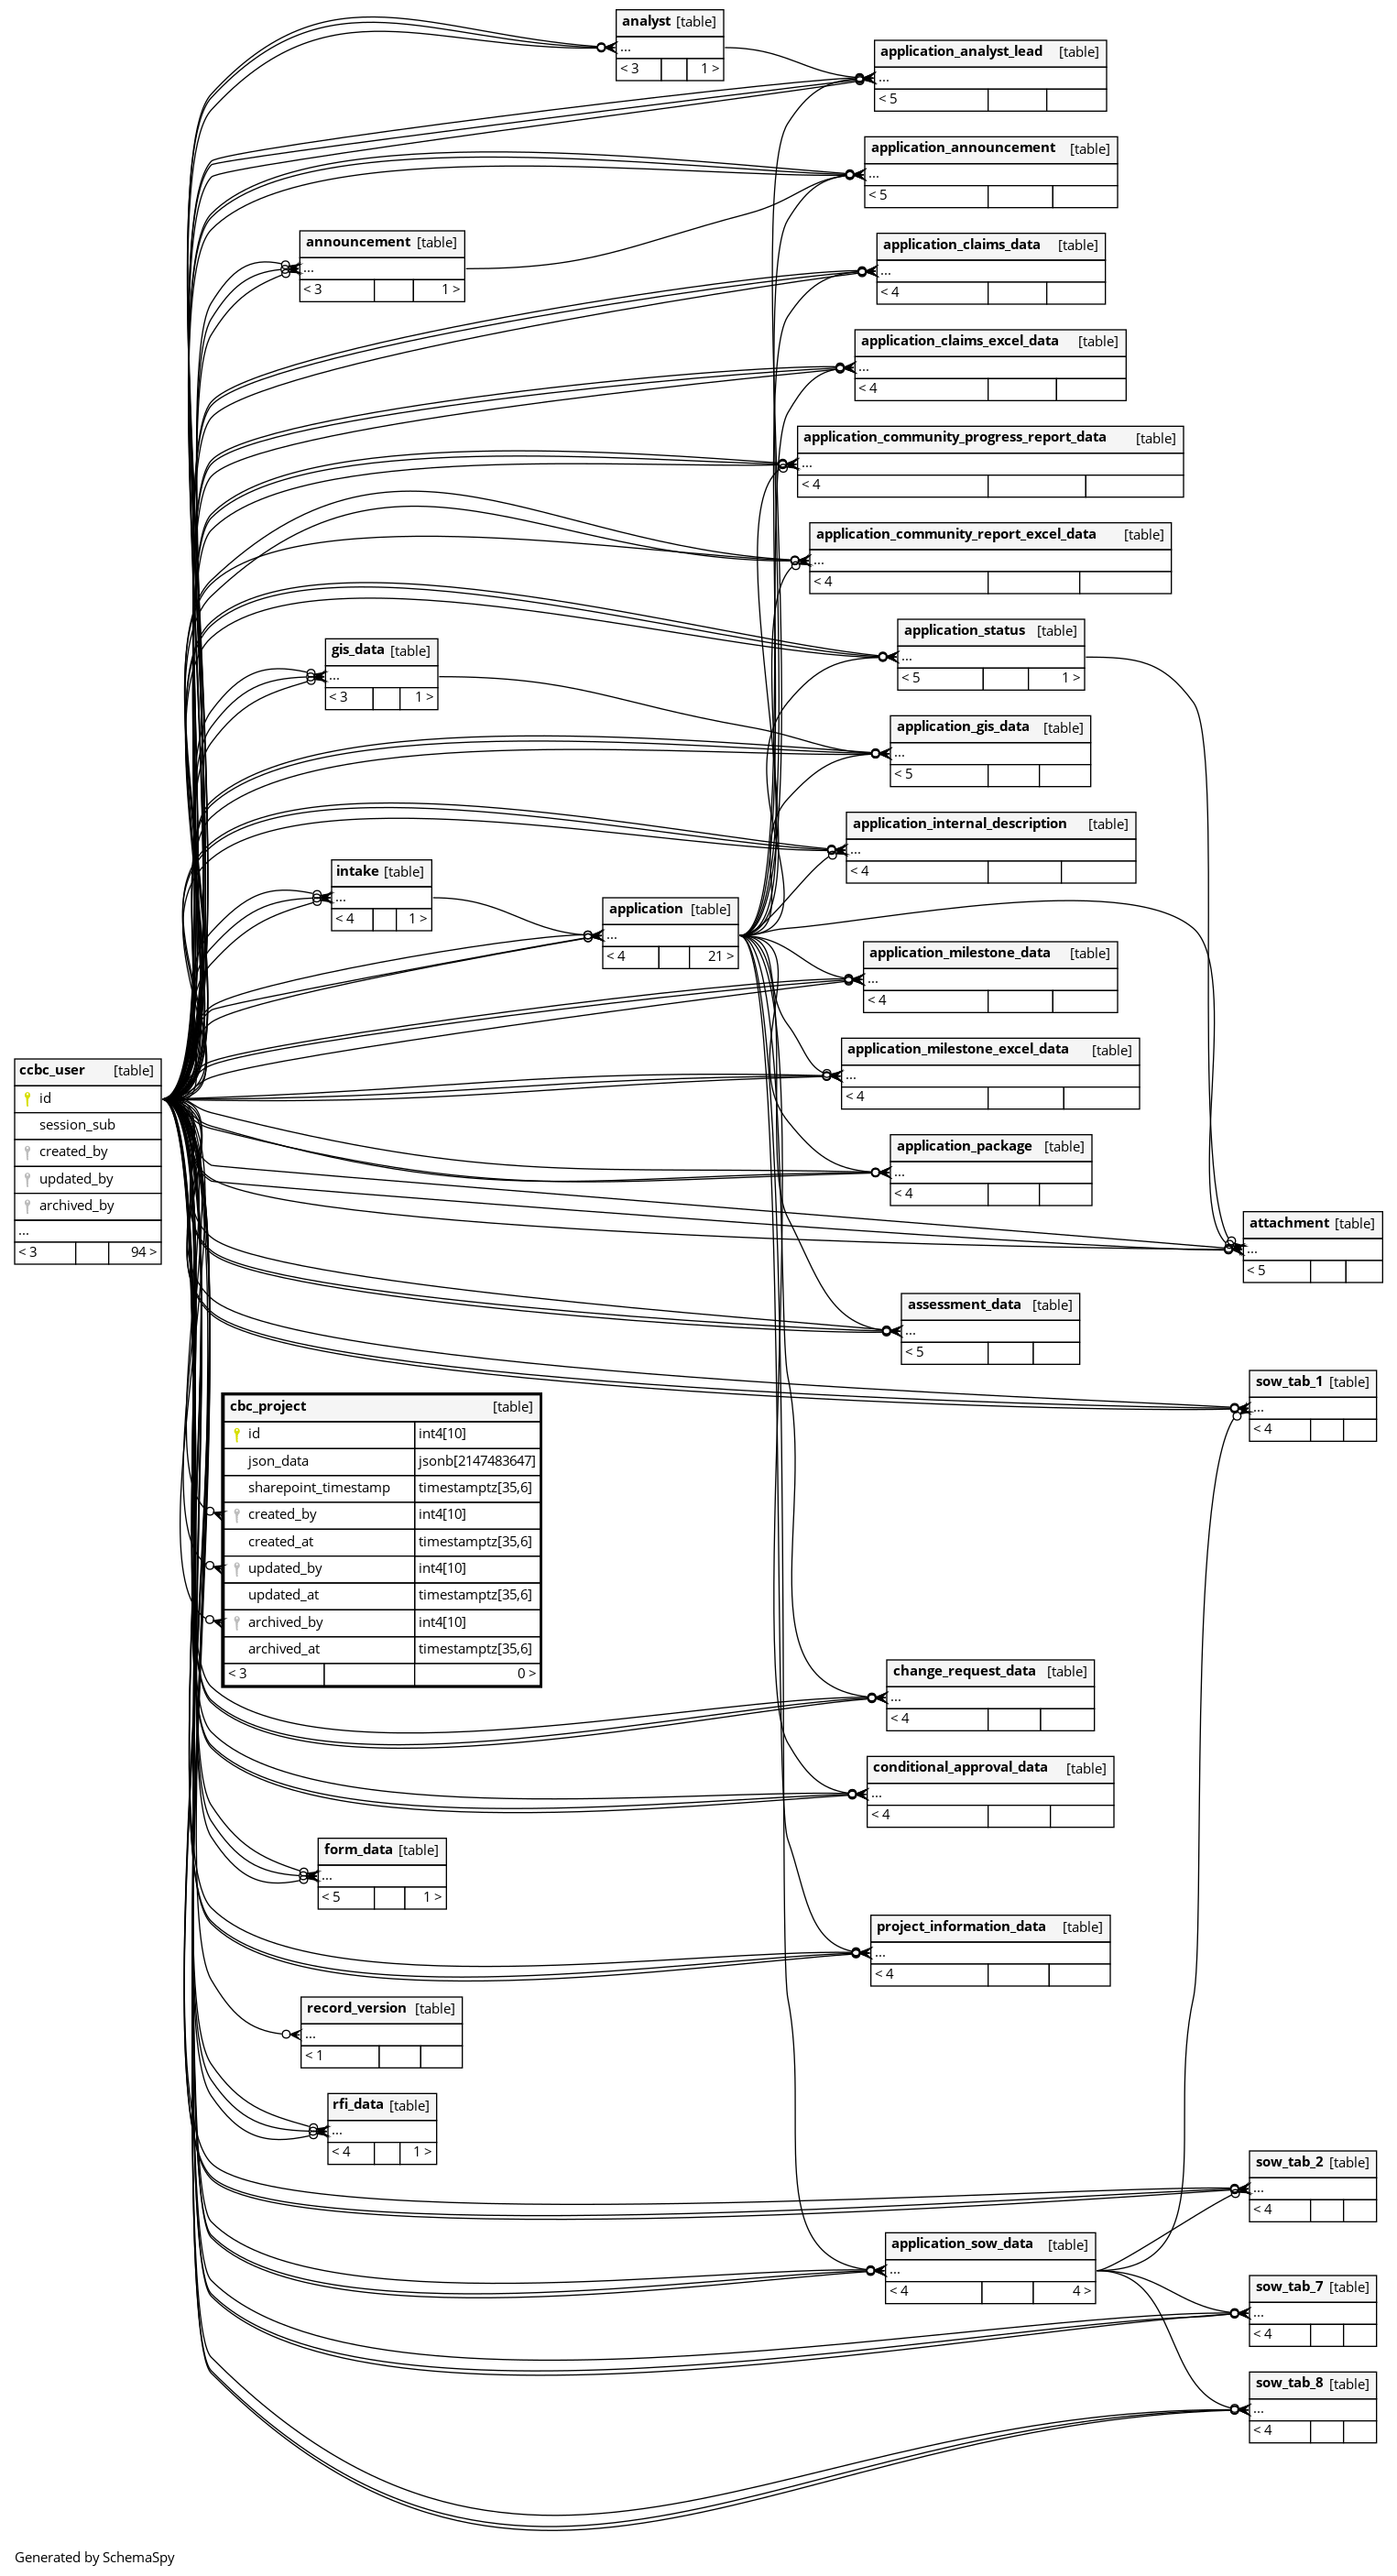 analyst [table]
...
< 3 1 >
application_analyst_lead [table]
...
< 5
application_announcement [table]
...
< 5
announcement [table]
...
< 3 1 >
application_claims_data [table]
...
< 4
application_claims_excel_data [table]
...
< 4
application_community_progress_report_data [table]
...
< 4
application_community_report_excel_data [table]
...
< 4
application_status [table]
...
< 5 1 >
gis_data [table]
...
< 3 1 >
application_gis_data [table]
...
< 5
application_internal_description [table]
...
< 4
intake [table]
...
< 4 1 >
application [table]
...
< 4 21 >
application_milestone_data [table]
...
< 4
application_milestone_excel_data [table]
...
< 4
ccbc_user [table]
id
session_sub
created_by
updated_by
archived_by
...
< 3 94 >
application_package [table]
...
< 4
attachment [table]
...
< 5
assessment_data [table]
...
< 5
sow_tab_1 [table]
...
< 4
cbc_project [table]
id int4[10]
json_data jsonb[2147483647]
sharepoint_timestamp timestamptz[35,6]
created_by int4[10]
created_at timestamptz[35,6]
updated_by int4[10]
updated_at timestamptz[35,6]
archived_by int4[10]
archived_at timestamptz[35,6]
< 3 0 >
change_request_data [table]
...
< 4
conditional_approval_data [table]
...
< 4
form_data [table]
...
< 5 1 >
project_information_data [table]
...
< 4
record_version [table]
...
< 1
rfi_data [table]
...
< 4 1 >
sow_tab_2 [table]
...
< 4
application_sow_data [table]
...
< 4 4 >
sow_tab_7 [table]
...
< 4
sow_tab_8 [table]
...
< 4
Generated by SchemaSpy